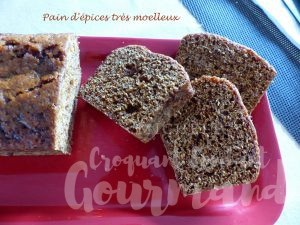 Pain d'épices très moelleux
Croquant Fondant
Gourmand